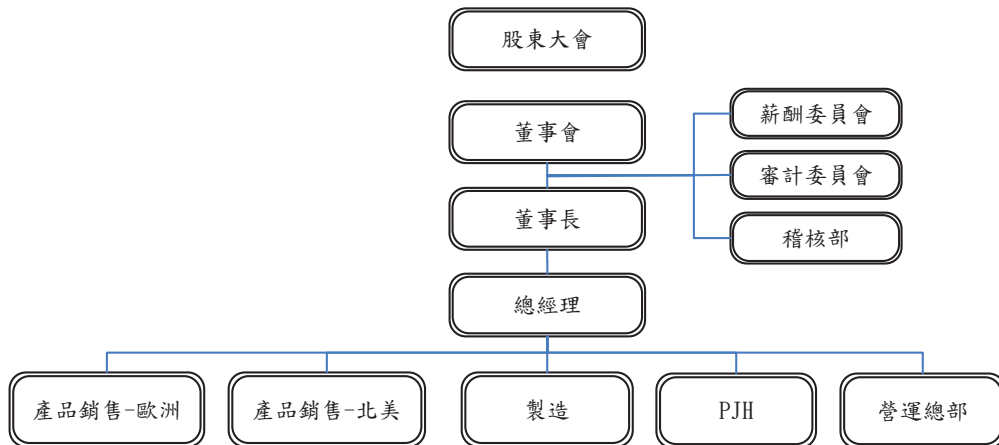 股東大會
董事會
薪酬委員會
審計委員會
董事長
稽核部
總經理
產品銷售-歐洲
產品銷售-北美
製造
PJH
營運總部